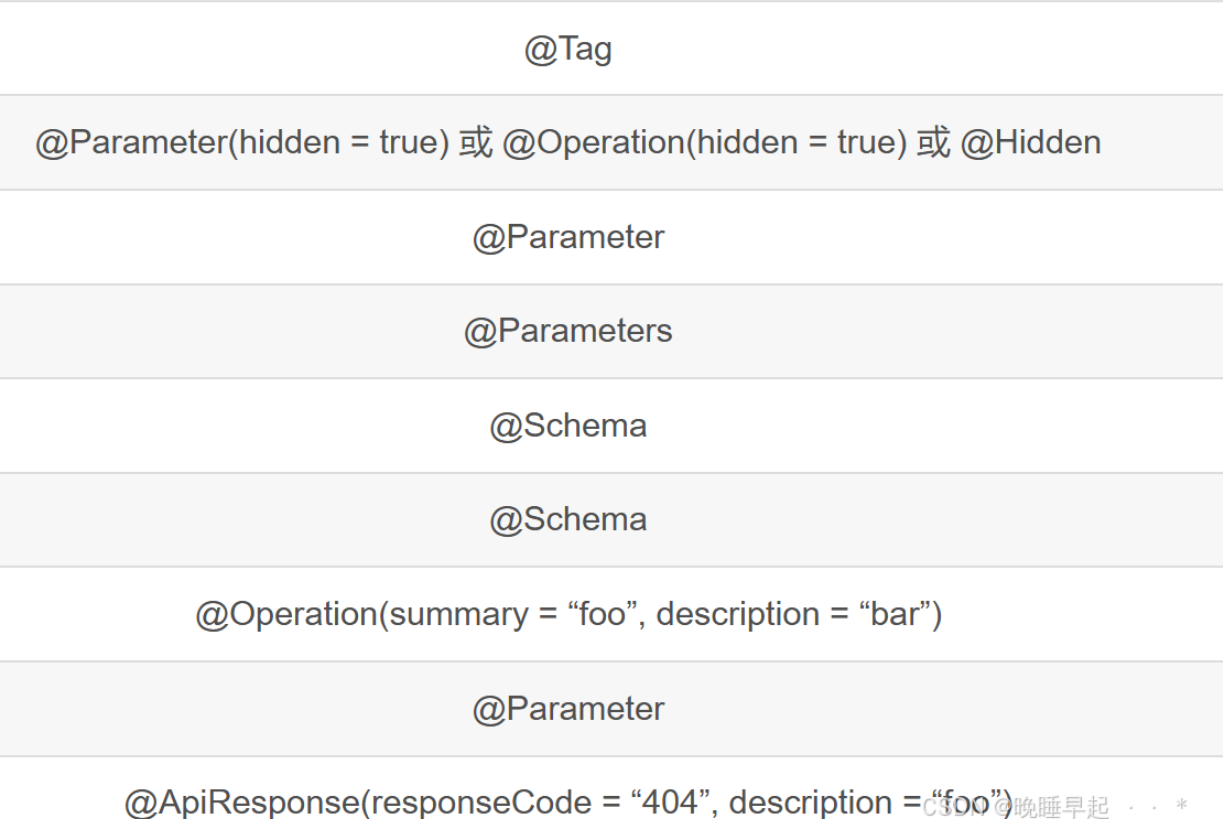 @Tag
@Parameter(hidden = true) 或 @Operation(hidden = true) 或 @Hidden
@Parameter
@Parameters
@Schema
@Schema
@Operation(summary = “foo”, description = “bar”)
@Parameter
@ApiResponse(responseCode = “404”, description = “foo”)
CSDN @晚睡早起 · · *